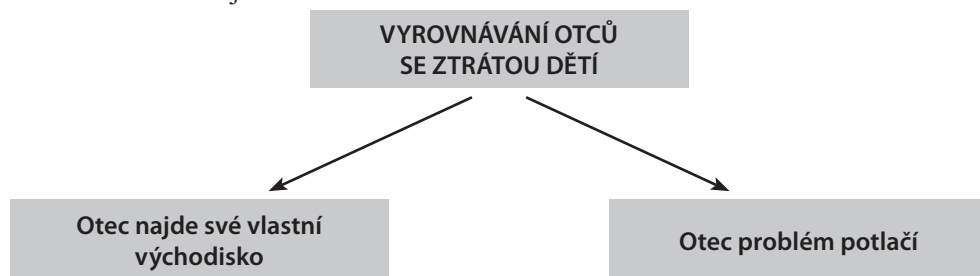 VYROVNÁVÁNÍ OTCŮ
SE ZTRÁTOU DĚTÍ
Otec najde své vlastní
východisko
Otec problém potlačí